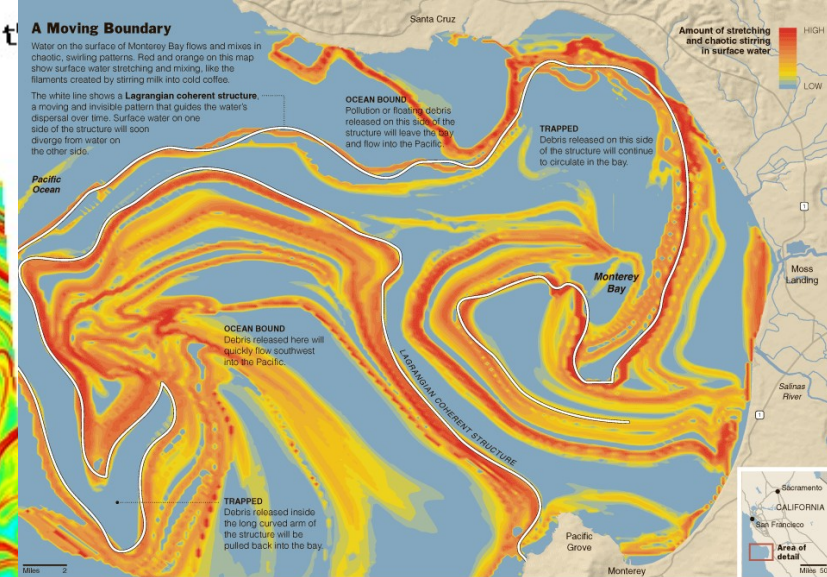 A Moving Boundary
Water on the surface of Monterey Bay flows and mixes in
chaotic, swirling patterns. Red and orange on this map
show surface water stretching and mixing, like the
filaments created by stirring milk into cold coffee.
The white line shows a Lagrangian coherent structure,
a moving and invisible pattern that guides the water's
dispersal over time. Surface water on one
side of the structure will soon
diverge from water on
the other side.
Santa Cruz
Amount of stretching
and chaotic stirring
in surface water
HIGH
LOW
OCEAN BOUND
Pollution or floating debris
released on this side of the
structure will leave the bay
and flow into the Pacific.
TRAPPED
Debris released on this side
of the structure will continue
to circulate in the bay.
Pacific
Ocean
1
Moss
Landing
Monterey
Bay
OCEAN BOUND
Debris released here will
quickly flow southwest
into the Pacific.
LAGRANGIAN COHERENT STRUCTURE
Salinas
River
1
TRAPPED
Debris released inside
the long curved arm of
the structure will be
pulled back into the bay.
Pacific
Grove
Monterey
Miles 2
Sacramento
CALIFORNIA
San Francisco
Area of
detail
Miles 50